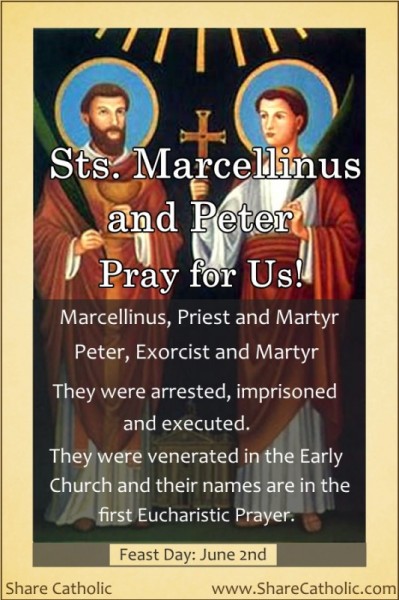 Sts. Marcellinus
and Peter
Pray for Us!
Marcellinus, Priest and Martyr
Peter, Exorcist and Martyr
They were arrested, imprisoned
and executed.
They were venerated in the Early
Church and their names are in the
first Eucharistic Prayer.
Feast Day: June 2nd
Share Catholic
www.ShareCatholic.com